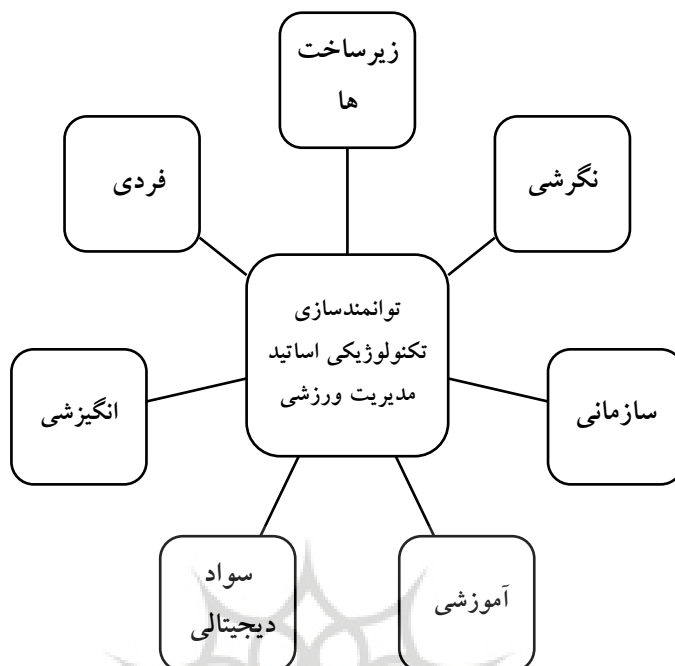 زیرساخت
ها
نگرشی
فردی
توانمندسازی
تکنولوژیکی اساتید
مدیریت ورزشی
سازمانی
انگیزشی
آموزشی
سواد
دیجیتالی